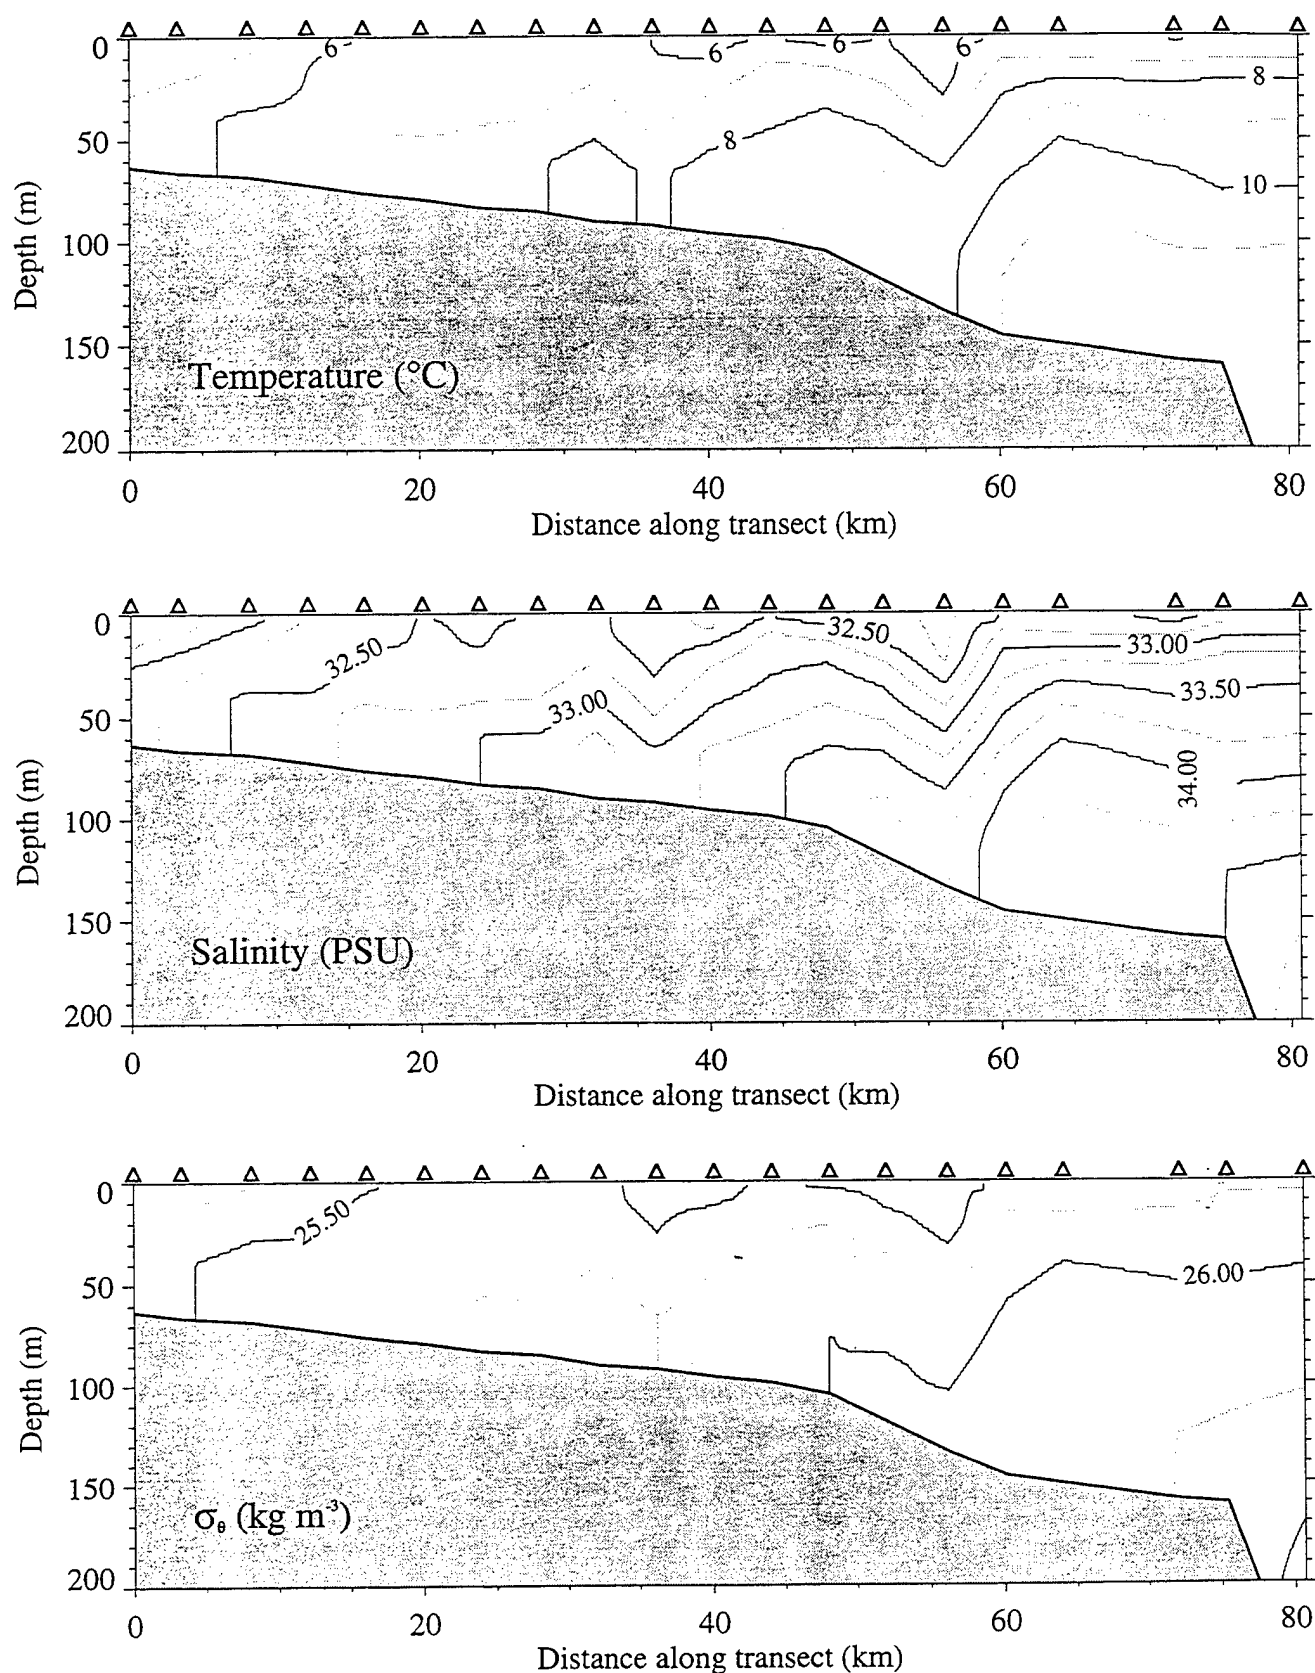 0
50
100
150
200
Depth (m)
6
6
6
6
8
8
10
Temperature (°C)
0 20 40 60 80
Distance along transect (km)
0
50
100
150
200
Depth (m)
32.50
33.00
32.50
33.00
33.50
34.00
Salinity (PSU)
0 20 40 60 80
Distance along transect (km)
0
50
100
150
200
Depth (m)
25.50
26.00
σθ (kg m-3)
0 20 40 60 80
Distance along transect (km)